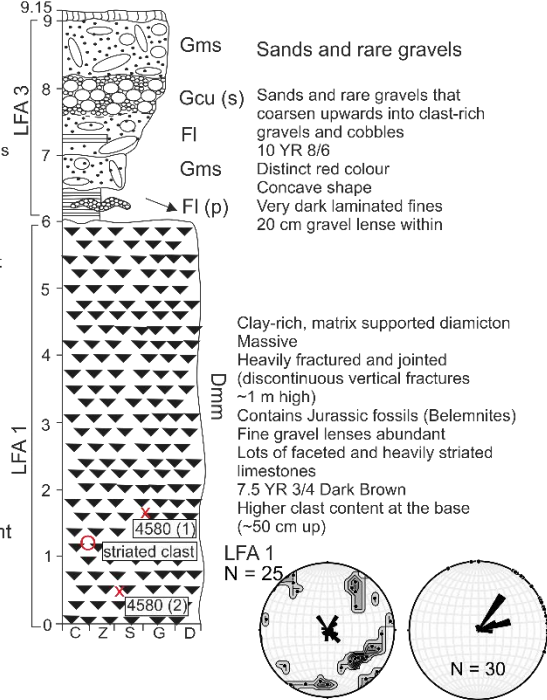 9.15
9
8
7
6
5
4
3
2
1
0
LFA 3
LFA 1
Gms
Gcu (s)
Fl
Gms
Fl (p)
Dmm
Sands and rare gravels
Sands and rare gravels that
coarsen upwards into clast-rich
gravels and cobbles
10 YR 8/6
Distinct red colour
Concave shape
Very dark laminated fines
20 cm gravel lense within
Clay-rich, matrix supported diamicton
Massive
Heavily fractured and jointed
(discontinuous vertical fractures
~1 m high)
Contains Jurassic fossils (Belemnites)
Fine gravel lenses abundant
Lots of faceted and heavily striated
limestones
7.5 YR 3/4 Dark Brown
Higher clast content at the base
(~50 cm up)
x
4580 (1)
striated clast
x
4580 (2)
C Z S G D
LFA 1
N = 25
N = 30